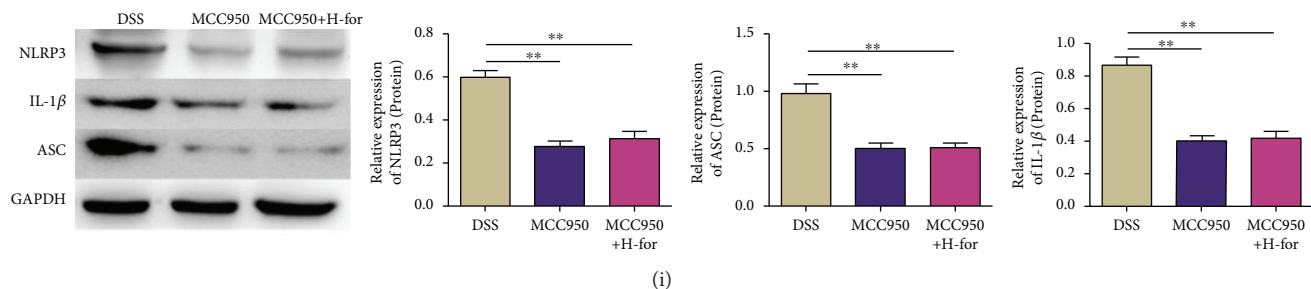 DSS MCC950 MCC950+H-for
NLRP3
IL-1β
ASC
GAPDH
Relative expression
of NLRP3 (Protein)
0.8
0.6
0.4
0.2
0.0
**
**
DSS MCC950 MCC950
+H-for
Relative expression
of ASC (Protein)
1.5
1.0
0.5
0.0
**
**
DSS MCC950 MCC950
+H-for
Relative expression
of IL-1β (Protein)
1.0
0.8
0.6
0.4
0.2
0.0
**
**
DSS MCC950 MCC950
+H-for
(i)